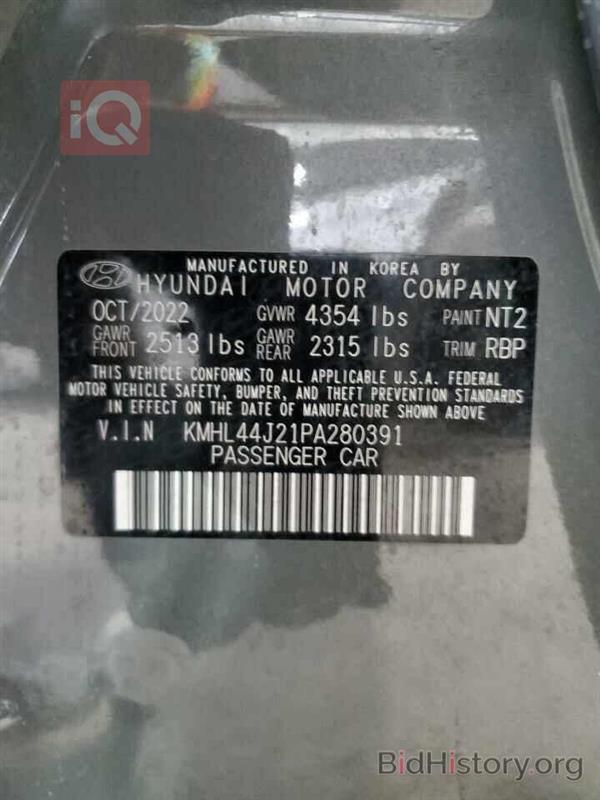 iQ
MANUFACTURED IN KOREA BY
HYUNDAI MOTOR COMPANY
OCT/2022 GVWR 4354 lbs PAINT NT2
GAWR FRONT 2513 lbs GAWR REAR 2315 lbs TRIM RBP
THIS VEHICLE CONFORMS TO ALL APPLICABLE U.S.A. FEDERAL
MOTOR VEHICLE SAFETY, BUMPER, AND THEFT PREVENTION STANDARDS
IN EFFECT ON THE DATE OF MANUFACTURE SHOWN ABOVE
V.I.N KMHL44J21PA280391
PASSENGER CAR
BidHistory.org